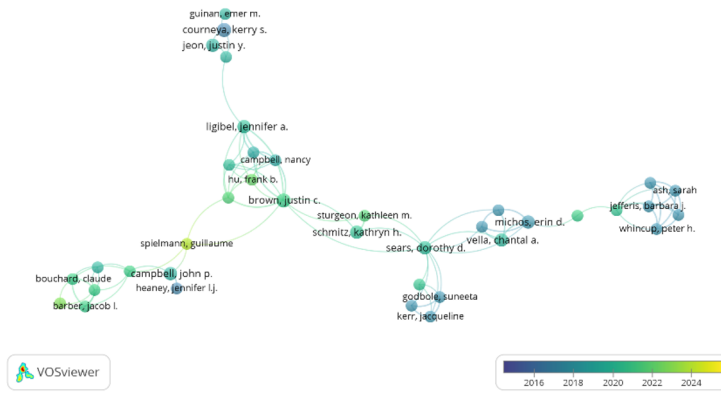 guinan, emer m.
courneya, kerry s.
jeon, justin y.
ligibel, jennifer a.
campbell, nancy
hu, frank b.
brown, justin c.
ash, sarah
jefferis, barbara j.
whincup, peter h.
sturgeon, kathleen m.
schmitz, kathryn h.
michos, erin d.
vella, chantal a.
sears, dorothy d.
spielmann, guillaume
bouchard, claude
campbell, john p.
heaney, jennifer l.j.
barber, jacob l.
godbole, suneeta
kerr, jacqueline
VOSviewer
2016 2018 2020 2022 2024